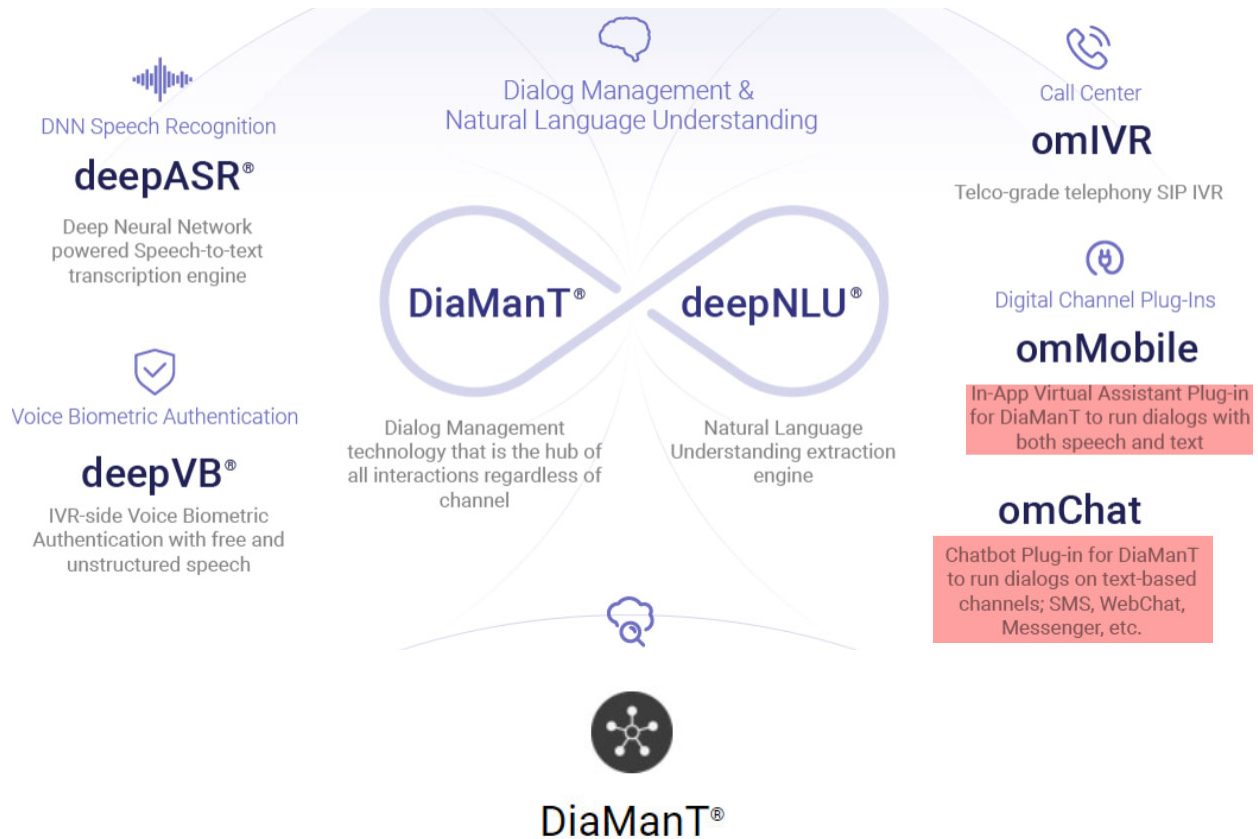 DNN Speech Recognition
deepASR®
Deep Neural Network
powered Speech-to-text
transcription engine
Voice Biometric Authentication
deepVB®
IVR-side Voice Biometric
Authentication with free and
unstructured speech
Dialog Management &
Natural Language Understanding
DiaManT®
deepNLU®
Dialog Management
technology that is the hub of
all interactions regardless of
channel
Natural Language
Understanding extraction
engine
Call Center
omIVR
Telco-grade telephony SIP IVR
Digital Channel Plug-Ins
omMobile
In-App Virtual Assistant Plug-in
for DiaManT to run dialogs with
both speech and text
omChat
Chatbot Plug-in for DiaManT
to run dialogs on text-based
channels; SMS, WebChat,
Messenger, etc.
DiaManT®